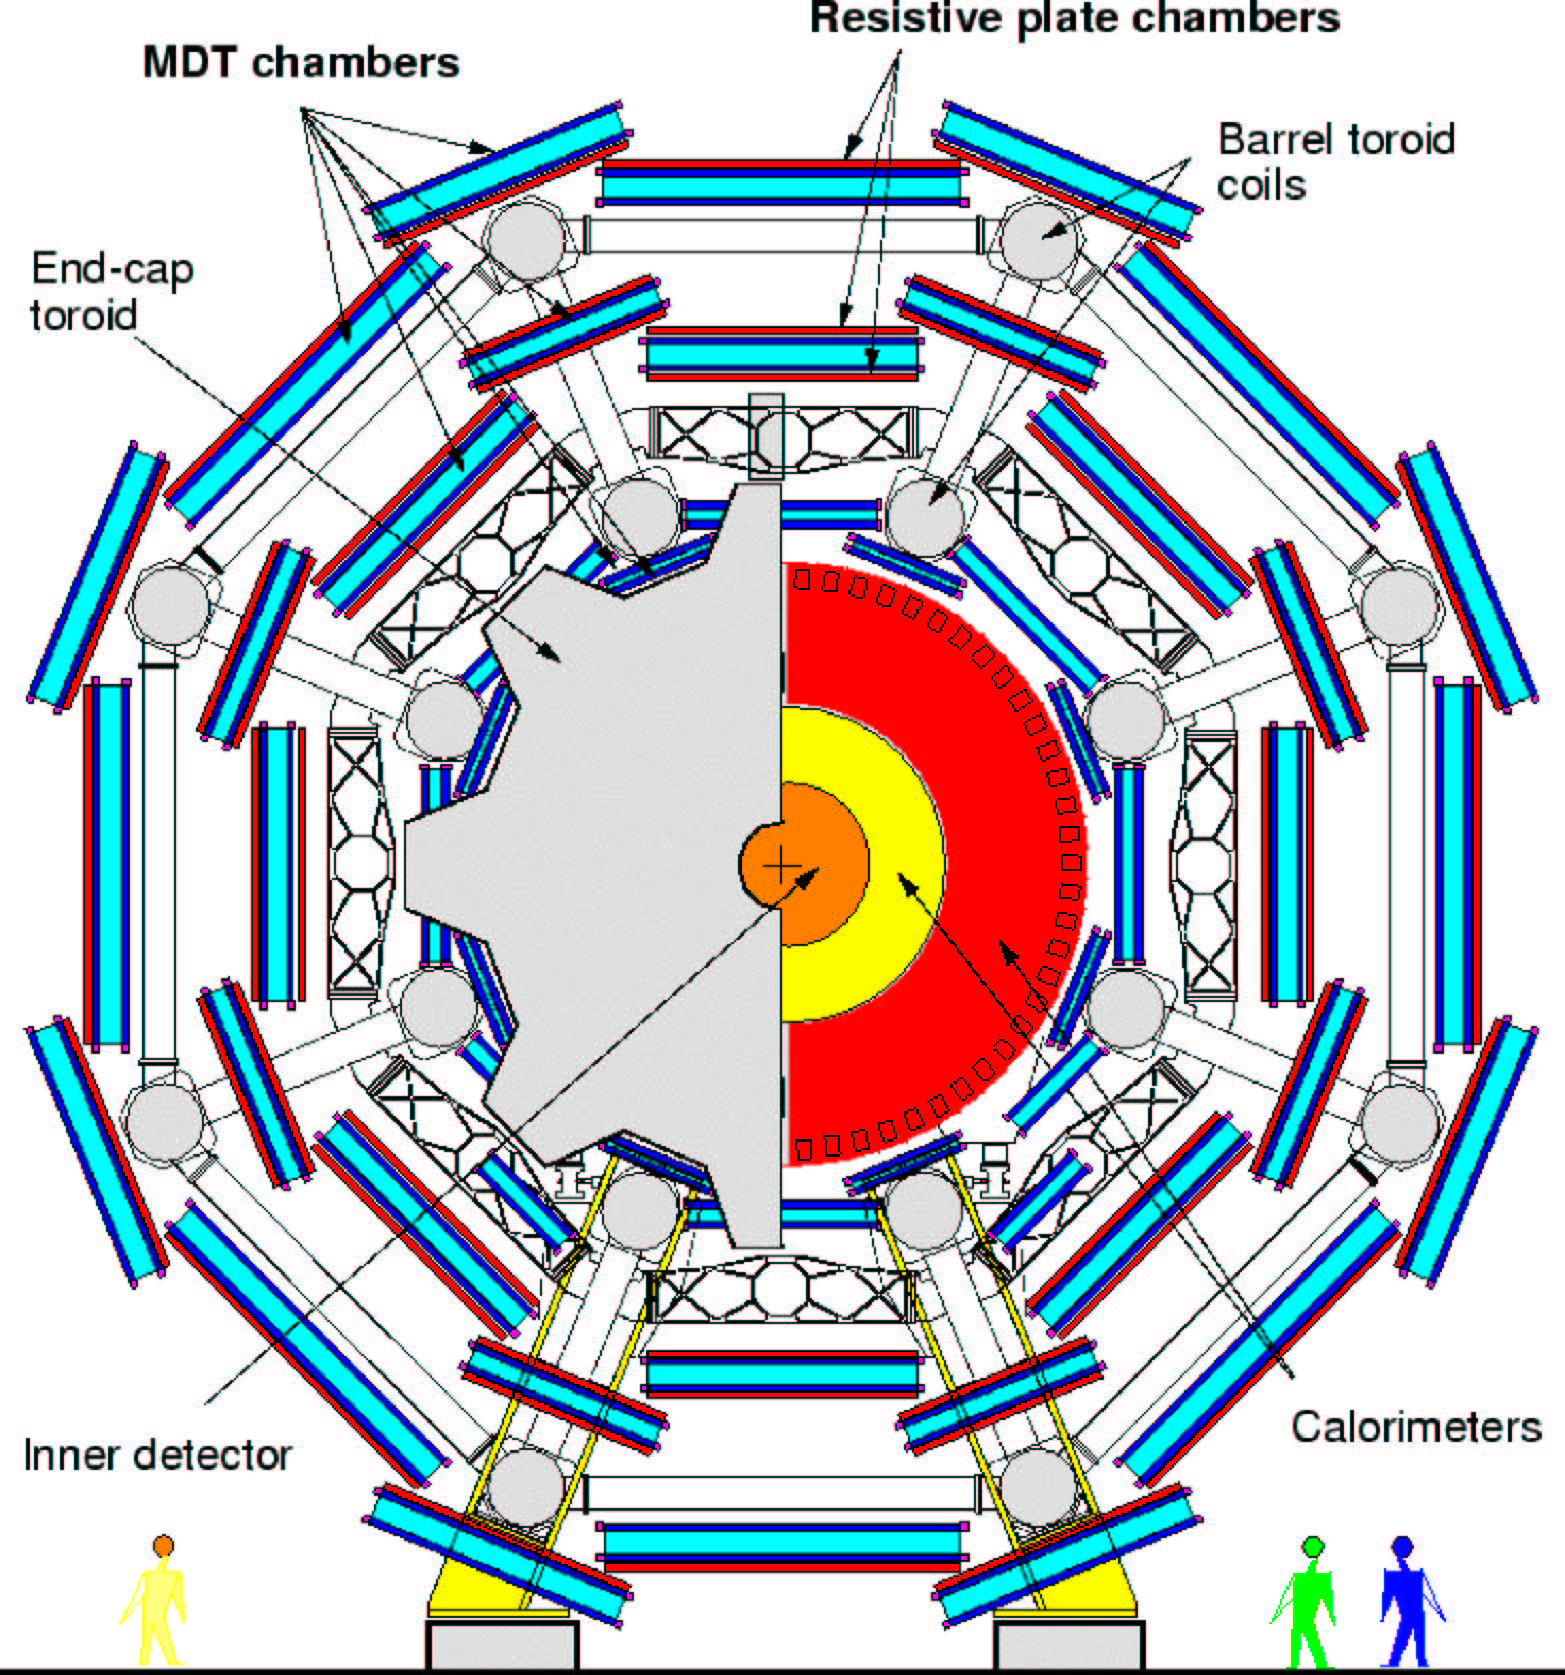 Resistive plate chambers
MDT chambers
Barrel toroid
coils
End-cap
toroid
Calorimeters
Inner detector